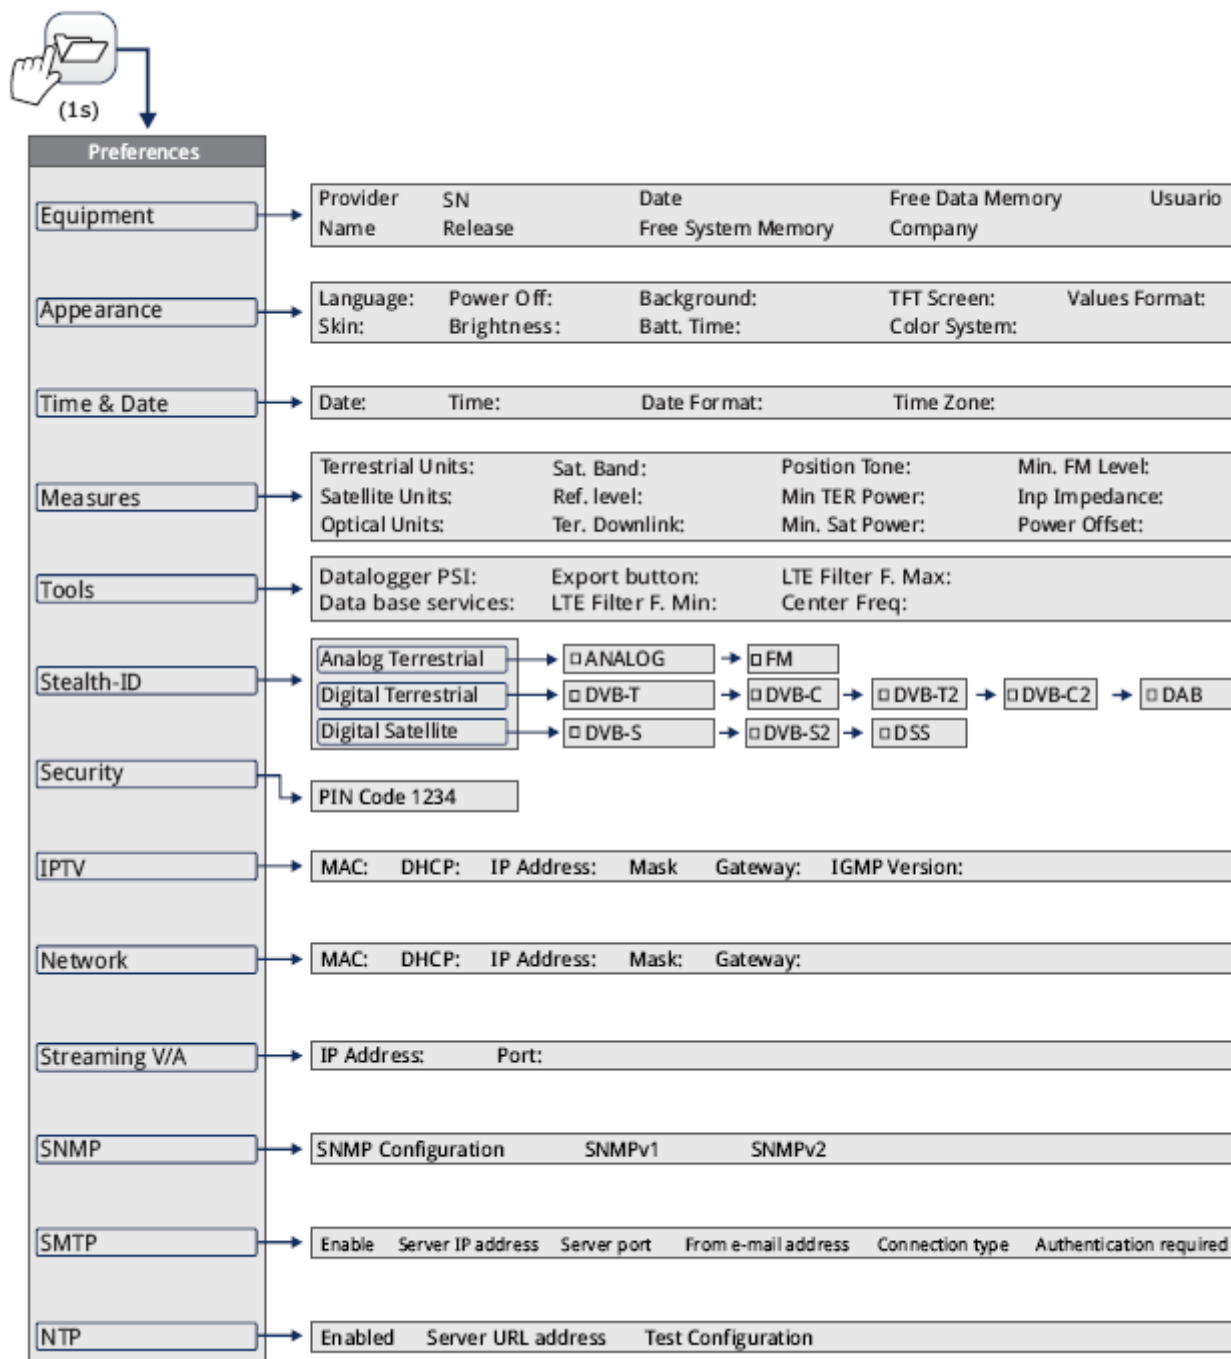 (1s)
Preferences
Equipment
Provider SN Date Free Data Memory Usuario
Name Release Free System Memory Company
Appearance
Language: Power Off: Background: TFT Screen: Values Format:
Skin: Brightness: Batt. Time: Color System:
Time & Date
Date: Time: Date Format: Time Zone:
Measures
Terrestrial Units: Sat. Band: Position Tone: Min. FM Level:
Satellite Units: Ref. level: Min TER Power: Inp Impedance:
Optical Units: Ter. Downlink: Min. Sat Power: Power Offset:
Tools
Datalogger PSI: Export button: LTE Filter F. Max:
Data base services: LTE Filter F. Min: Center Freq:
Stealth-ID
Analog Terrestrial ANALOG FM
Digital Terrestrial DVB-T DVB-C DVB-T2 DVB-C2 DAB
Digital Satellite DVB-S DVB-S2 DSS
Security
PIN Code 1234
IPTV
MAC: DHCP: IP Address: Mask Gateway: IGMP Version:
Network
MAC: DHCP: IP Address: Mask: Gateway:
Streaming V/A
IP Address: Port:
SNMP
SNMP Configuration SNMPv1 SNMPv2
SMTP
Enable Server IP address Server port From e-mail address Connection type Authentication required
NTP
Enabled Server URL address Test Configuration